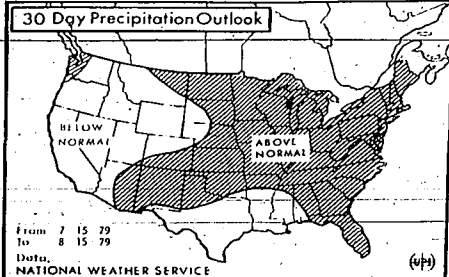 30 Day Precipitation Outlook
BELOW
NORMAL
ABOVE
NORMAL
From 7 15 79
To 8 15 79
Data,
NATIONAL WEATHER SERVICE
(UPI)